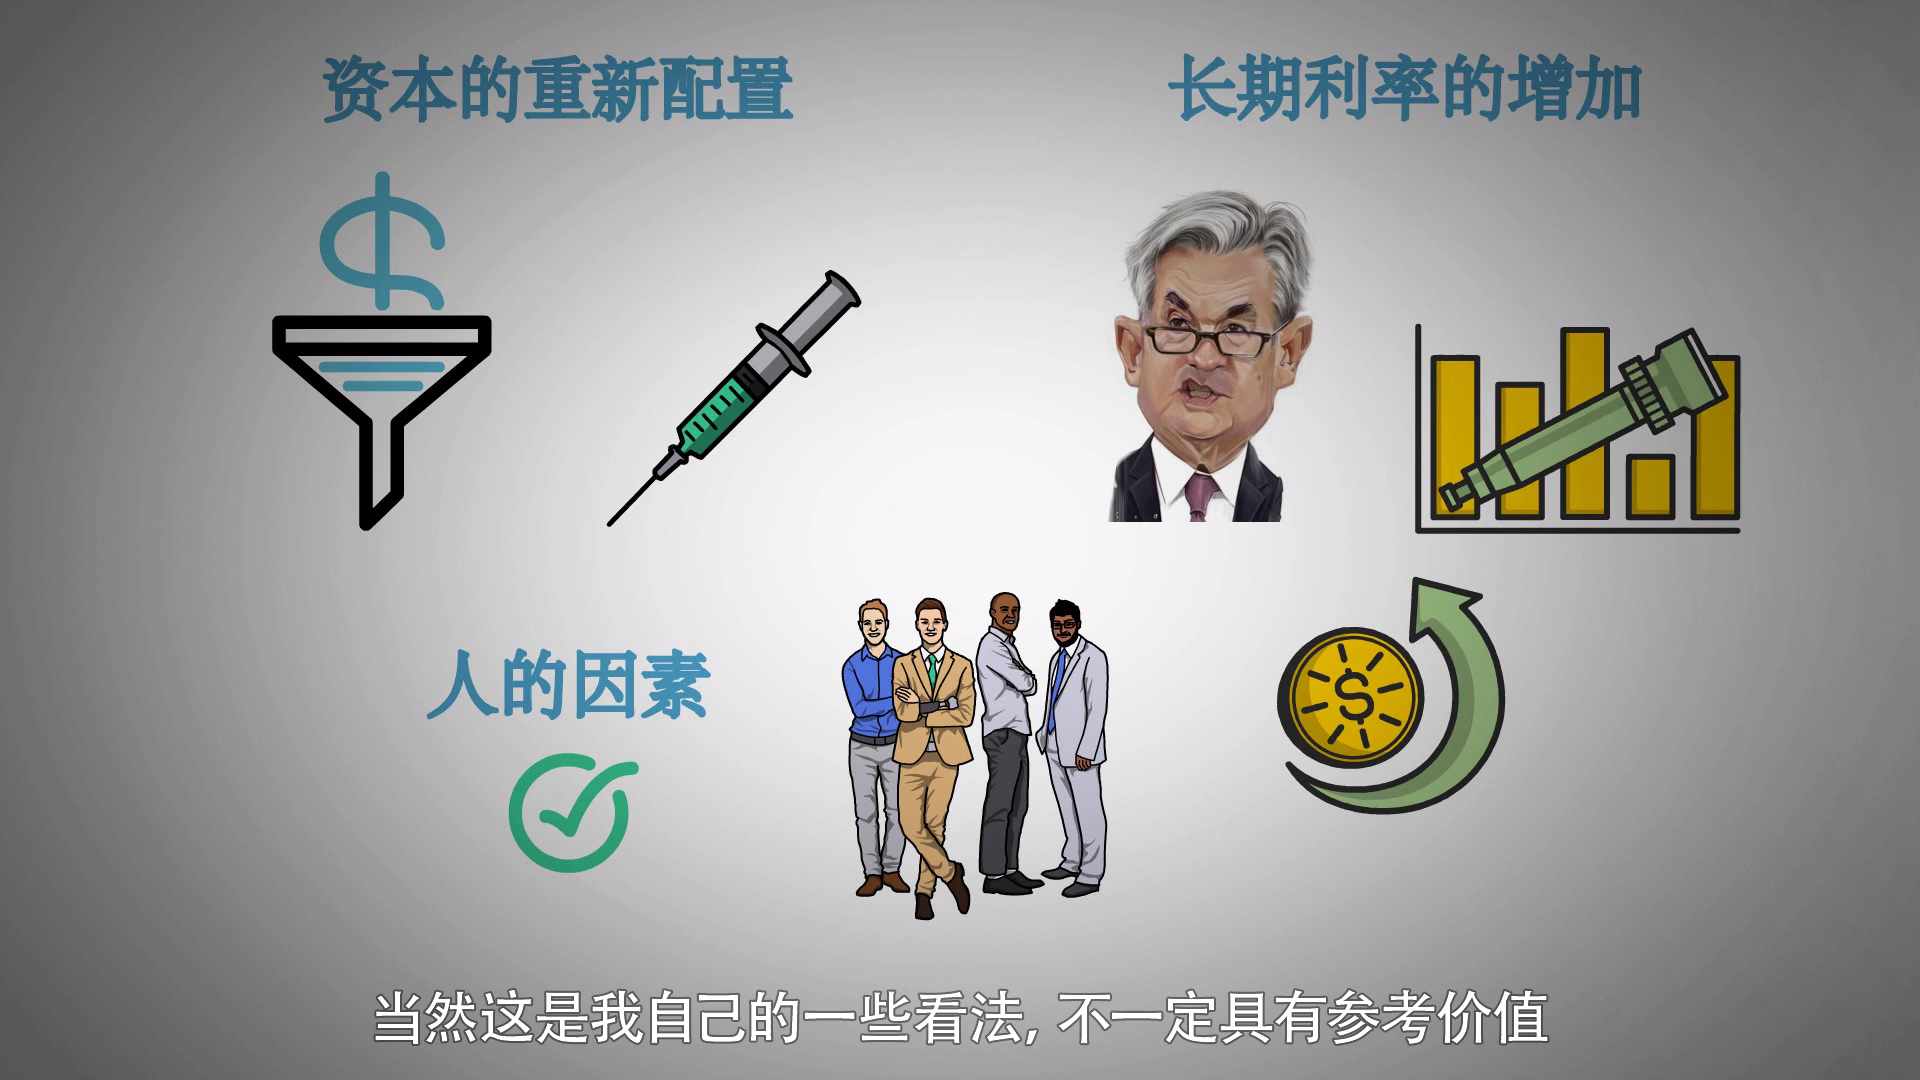 资本的重新配置
长期利率的增加
人的因素
当然这是我自己的一些看法, 不一定具有参考价值